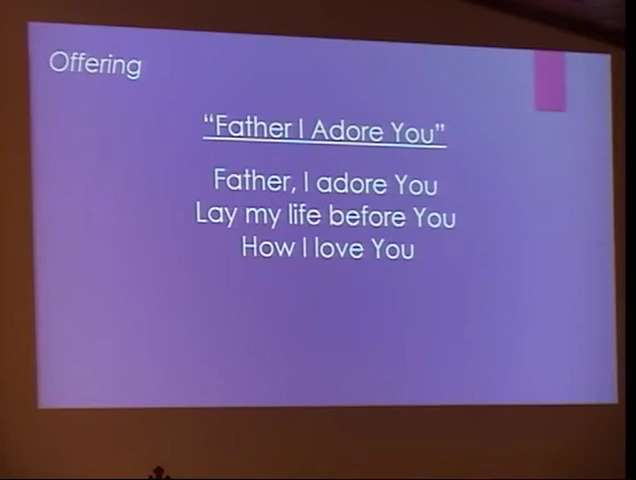 Offering
“Father I Adore You”
Father, I adore You
Lay my life before You
How I love You